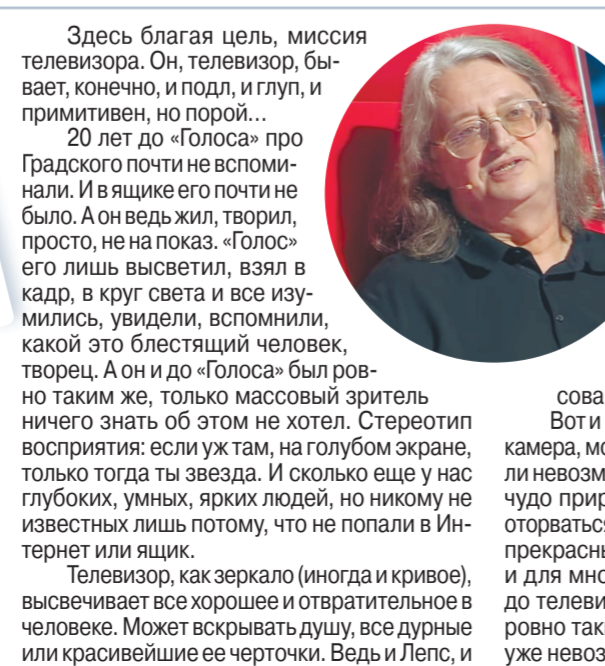 Здесь благая цель, миссия
телевизора. Он, телевизор, бы-
вает, конечно, и подл, и глуп, и
примитивен, но порой...
20 лет до «Голоса» про
Градского почти не вспоми-
нали. И в ящике его почти не
было. А он ведь жил, творил,
просто, не на показ. «Голос»
его лишь высветил, взял в
кадр, в круг света и все изу-
мились, увидели, вспомнили,
какой это блестящий человек,
творец. А он и до «Голоса» был ров-
но таким же, только массовый зритель
ничего знать об этом не хотел. Стереотип
восприятия: если уж там, на голубом экране,
только тогда ты звезда. И сколько еще у нас
глубоких, умных, ярких людей, но никому не
известных лишь потому, что не попали в Ин-
тернет или ящик.
Телевизор, как зеркало (иногда и кривое),
высвечивает все хорошее и отвратительное в
человеке. Может вскрывать душу, все дурные
или красивейшие ее черточки. Ведь и Лепс, и
сова
Вот и
камера, мо
ли невозм
чудо прир
оторваться
прекрасны
и для мно
до телеви
ровно так
уже невоз